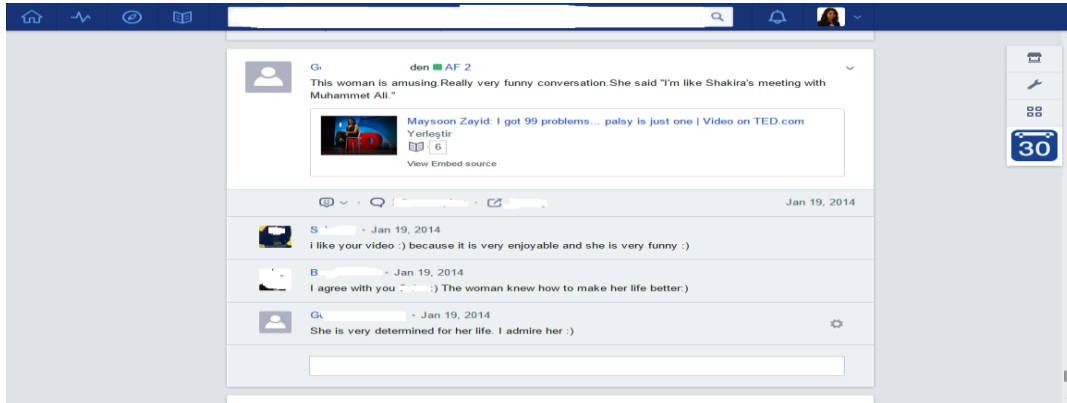 den AF 2
This woman is amusing.Really very funny conversation.She said "I'm like Shakira's meeting with
Muhammet Ali."
Maysoon Zayid: I got 99 problems... palsy is just one | Video on TED.com
Yerleştir
6
View Embed source
Jan 19, 2014
30
S - Jan 19, 2014
i like your video :) because it is very enjoyable and she is very funny :)
B - Jan 19, 2014
I agree with you :) The woman knew how to make her life better:)
- Jan 19, 2014
She is very determined for her life. I admire her :)